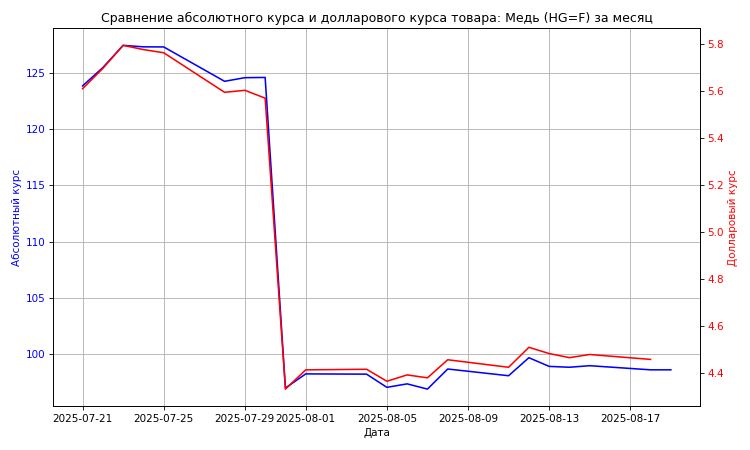 Сравнение абсолютного курса и долларового курса товара: Медь (HG=F) за месяц
125
120
115
110
105
100
Абсолютный курс
5.8
5.6
5.4
5.2
5.0
4.8
4.6
4.4
Долларовый курс
2025-07-21 2025-07-25 2025-07-29 2025-08-01 2025-08-05 2025-08-09 2025-08-13 2025-08-17
Дата